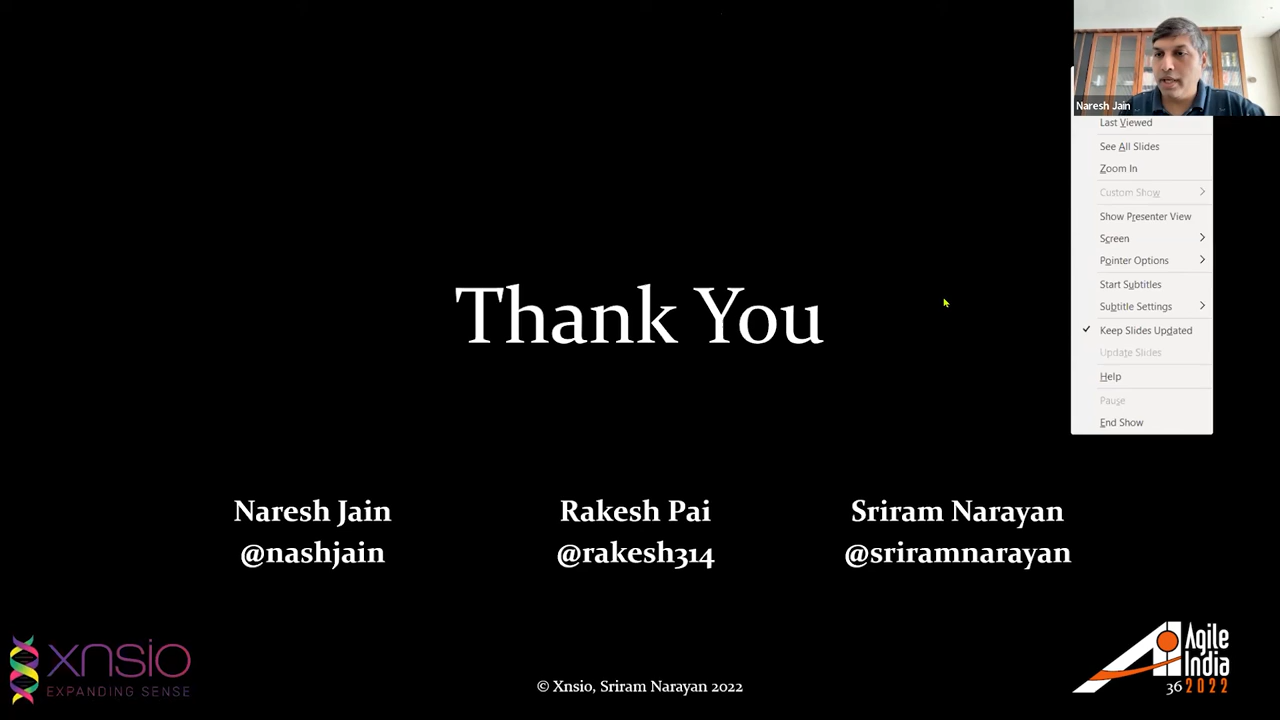 Naresh Jain
Last Viewed
See All Slides
Zoom In
Custom Show
Show Presenter View
Screen
Pointer Options
Start Subtitles
Subtitle Settings
Keep Slides Updated
Update Slides
Help
Pause
End Show
Thank You
Naresh Jain
@nashjain
Rakesh Pai
@rakesh314
Sriram Narayan
@sriramnarayan
xnsio
EXPANDING SENSE
© Xnsio, Sriram Narayan 2022
Agile
India
2022
36